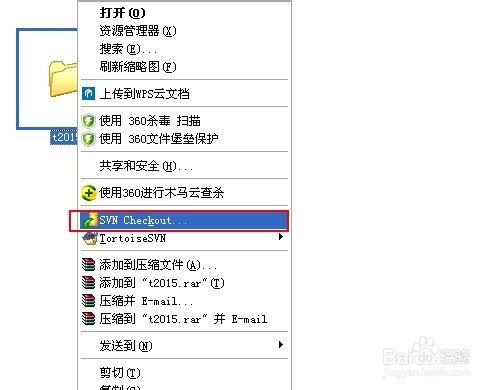 打开(O)
资源管理器(X)
搜索(E)...
刷新缩略图(F)
上传到WPS云文档
使用 360杀毒 扫描
使用 360文件堡垒保护
共享和安全(H)...
使用360进行木马云查杀
SVN Checkout...
TortoiseSVN
添加到压缩文件(A)...
添加到 "t2015.rar"(T)
压缩并 E-mail...
压缩到 "t2015.rar" 并 E-mail
发送到(N)
剪切(T)
t2015
Baidu 经验
jingyan.baidu.com